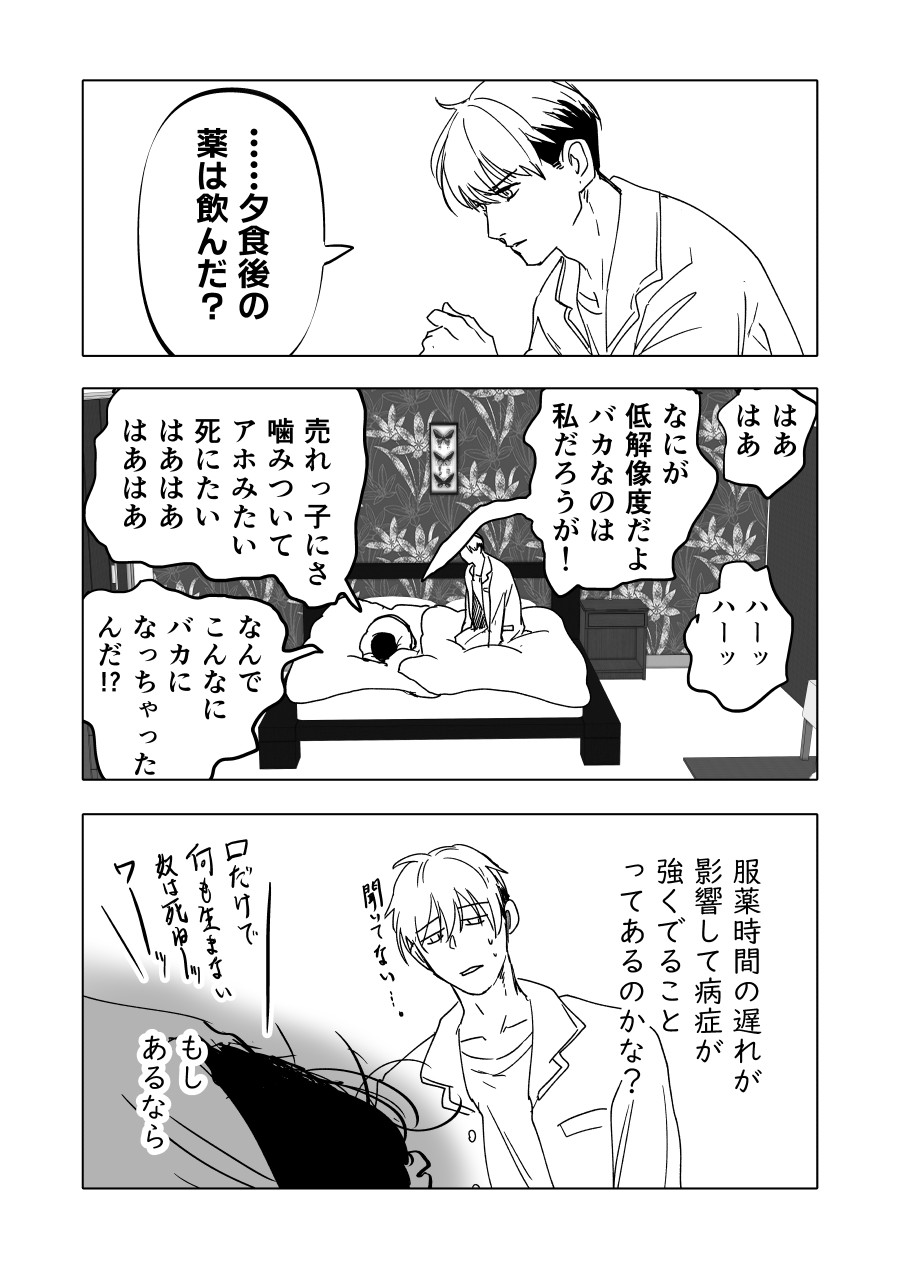 ……夕食後の
薬は飲んだ?
はあ
はあ
ハーッ
ハーッ
なにが
低解像度だよ
バカなのは
私だろうが!
売れっ子にさ
噛みついて
アホみたい
死にたい
はあはあ
はあはあ
なんで
こんなに
バカに
なっちゃった
んだ!?
服薬時間の遅れが
影響して病症が
強くでること
ってあるのかな?
聞いてない…。
口だけで
何も生まない
奴は死ねーッッ
ワーッ
もし
あるなら